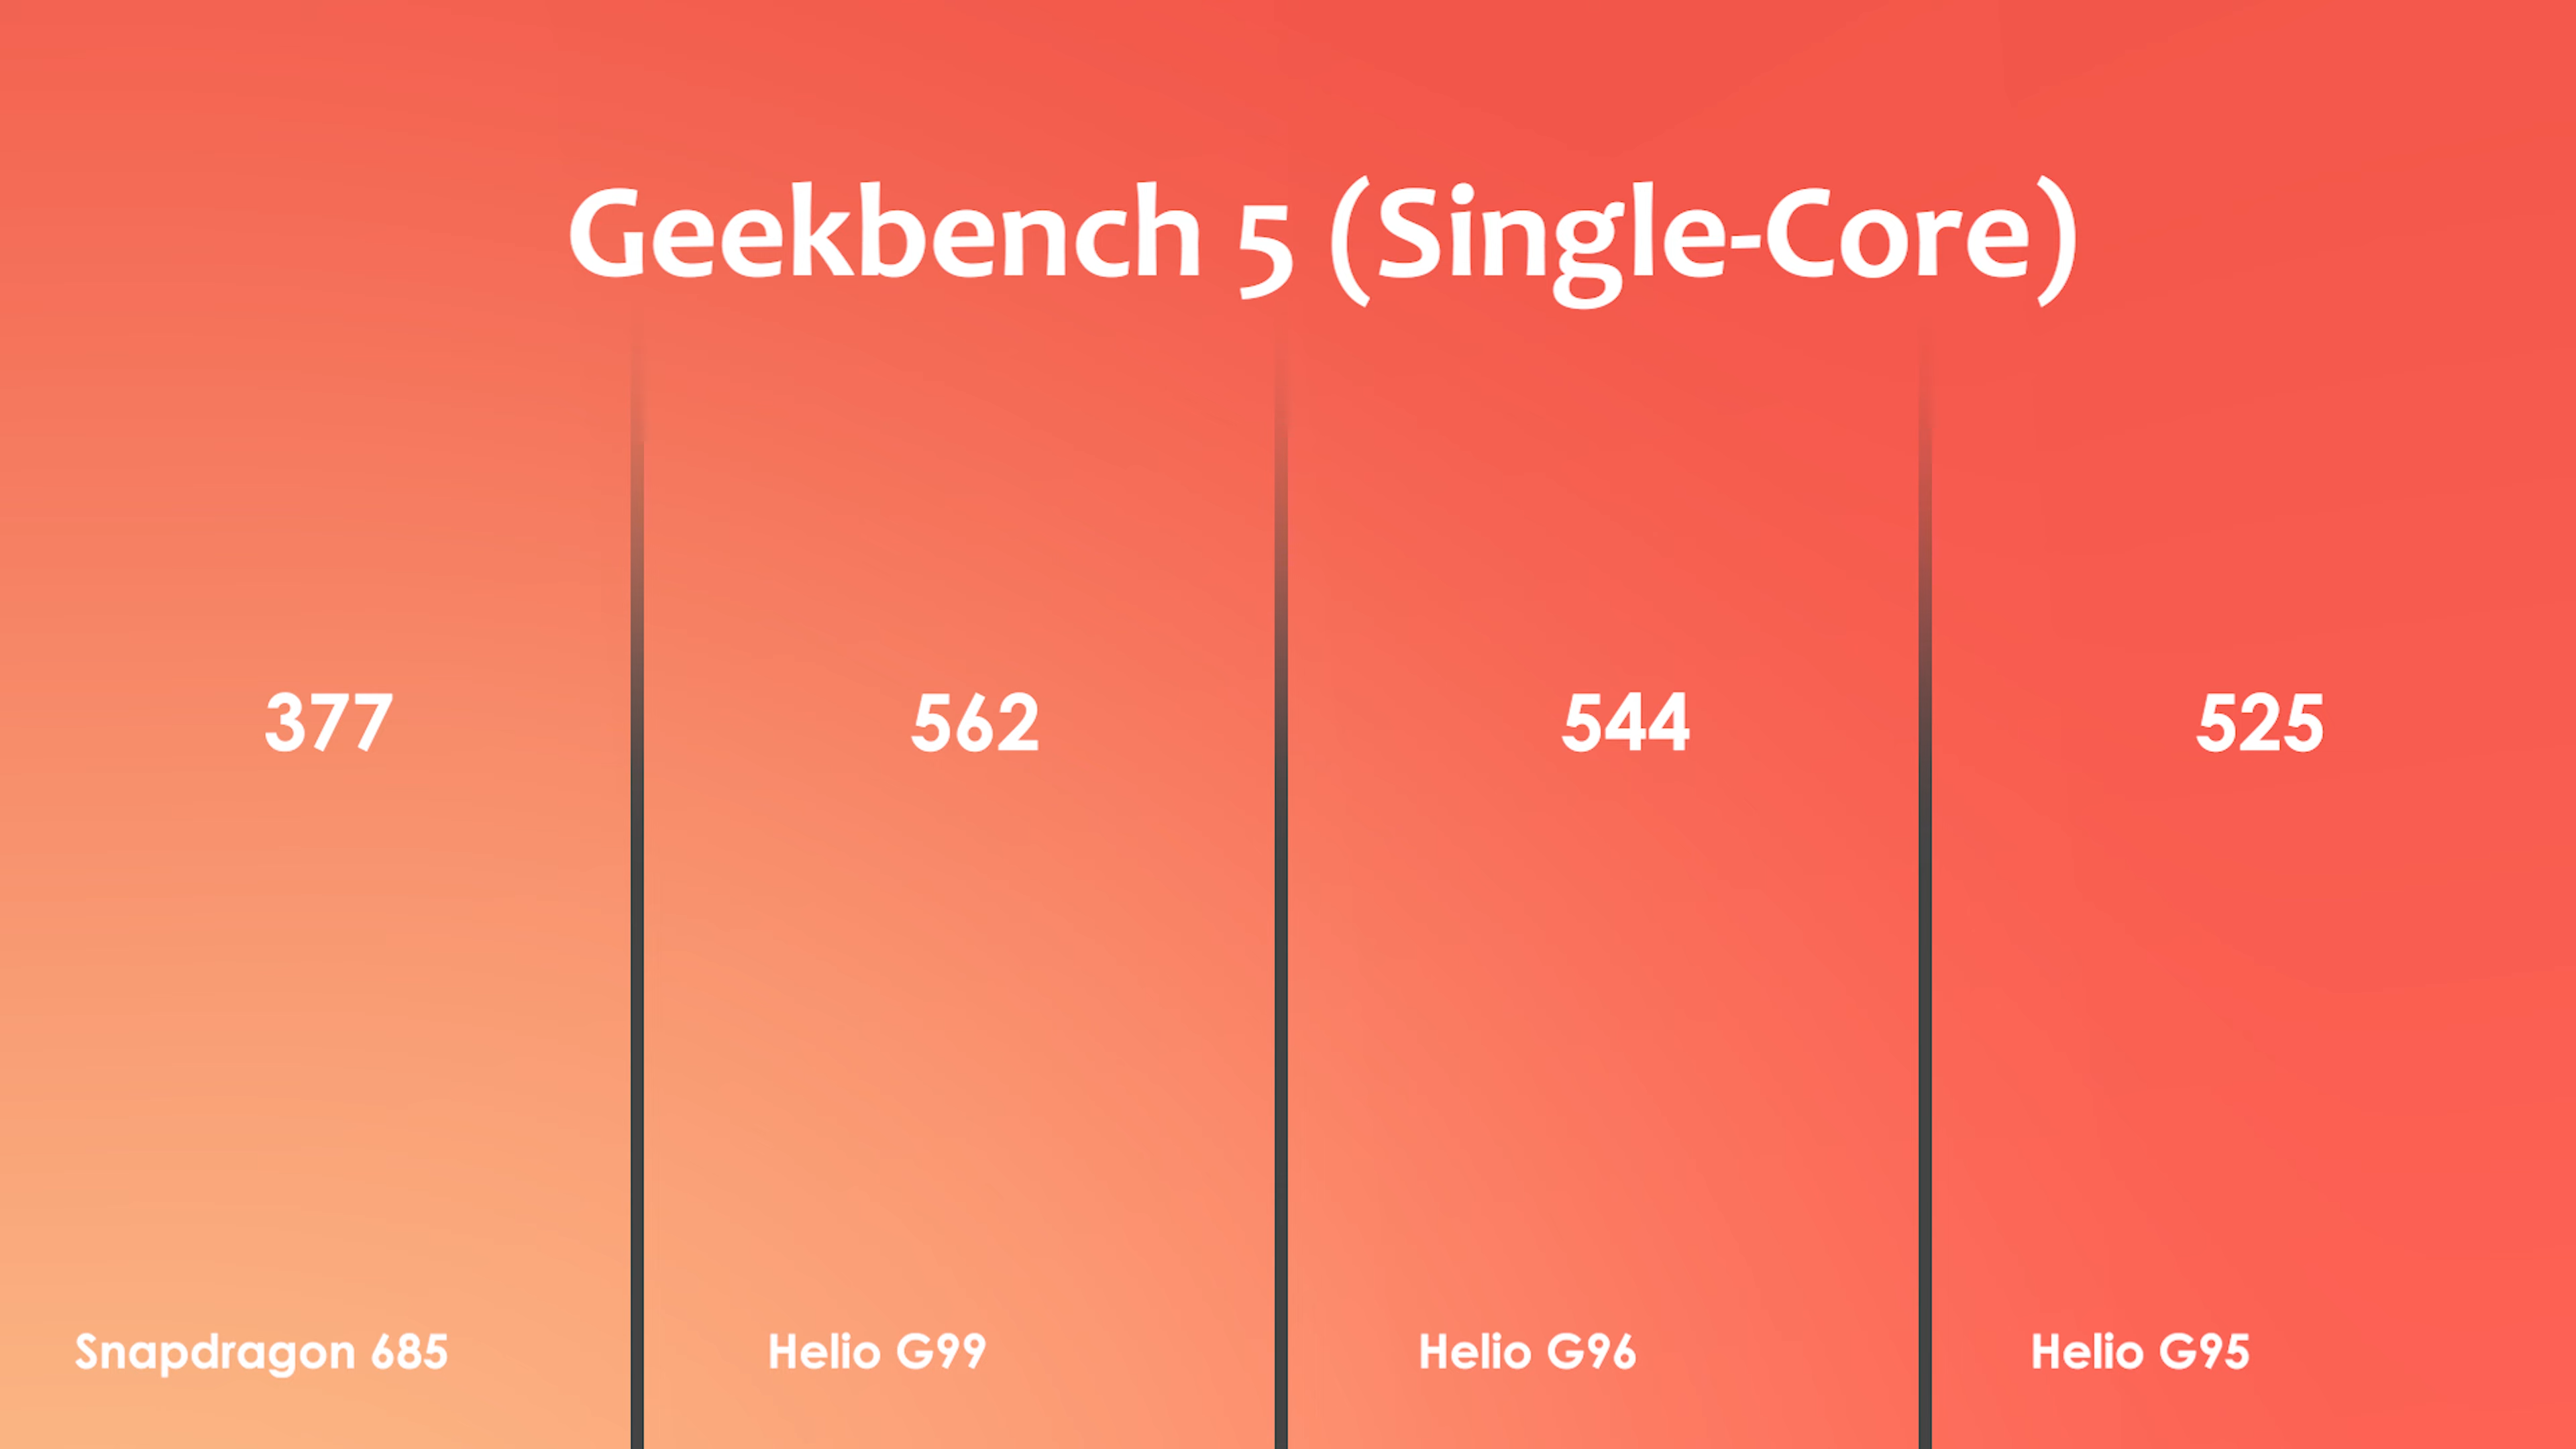 Geekbench 5 (Single-Core)
377
562
544
525
Snapdragon 685
Helio G99
Helio G96
Helio G95